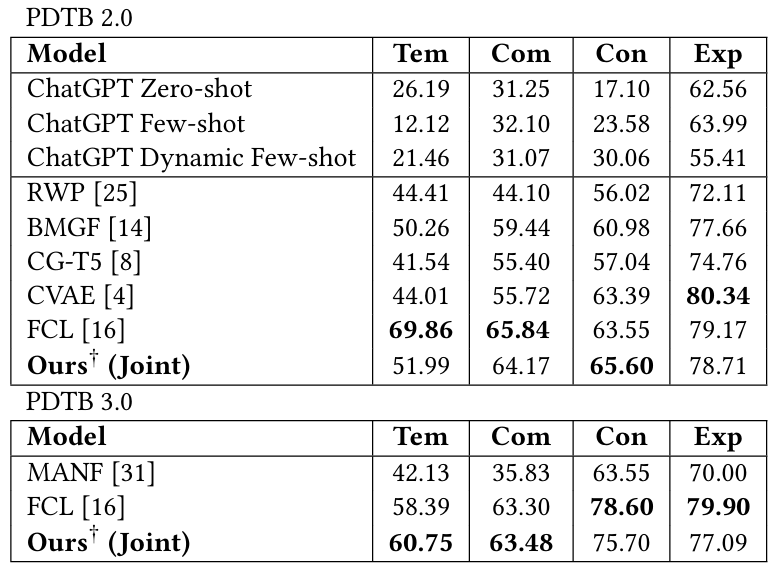 PDTB 2.0
Model Tem Com Con Exp
ChatGPT Zero-shot 26.19 31.25 17.10 62.56
ChatGPT Few-shot 12.12 32.10 23.58 63.99
ChatGPT Dynamic Few-shot 21.46 31.07 30.06 55.41
RWP [25] 44.41 44.10 56.02 72.11
BMGF [14] 50.26 59.44 60.98 77.66
CG-T5 [8] 41.54 55.40 57.04 74.76
CVAE [4] 44.01 55.72 63.39 80.34
FCL [16] 69.86 65.84 63.55 79.17
Ours† (Joint) 51.99 64.17 65.60 78.71
PDTB 3.0
Model Tem Com Con Exp
MANF [31] 42.13 35.83 63.55 70.00
FCL [16] 58.39 63.30 78.60 79.90
Ours† (Joint) 60.75 63.48 75.70 77.09